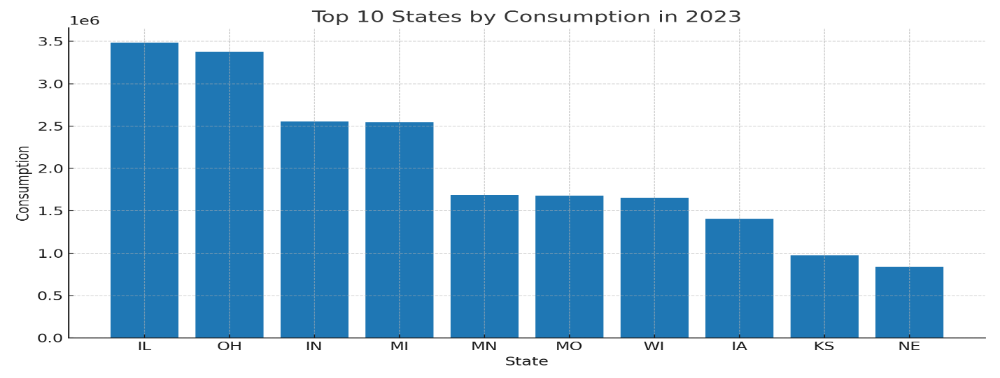 Top 10 States by Consumption in 2023
1e6
3.5
3.0
2.5
2.0
1.5
1.0
0.5
0.0
Consumption
IL OH IN MI MN MO WI IA KS NE
State